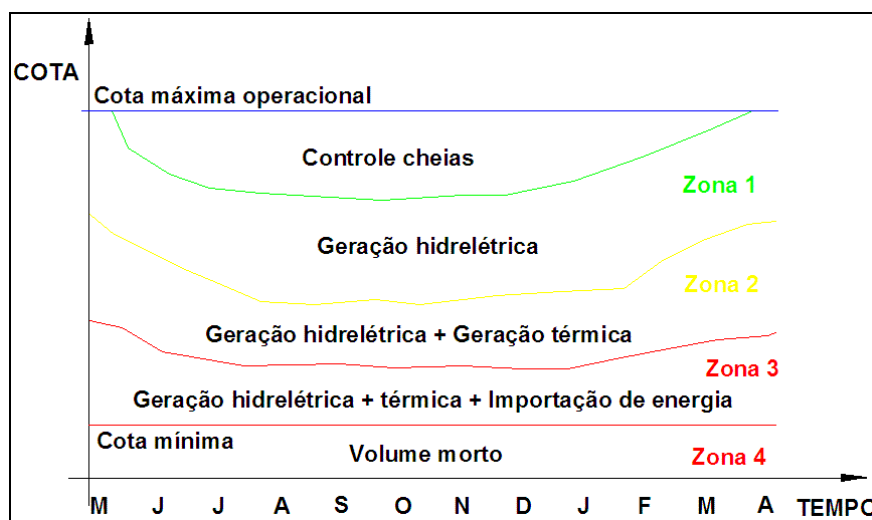 COTA
Cota máxima operacional
Controle cheias
Zona 1
Geração hidrelétrica
Zona 2
Geração hidrelétrica + Geração térmica
Zona 3
Geração hidrelétrica + térmica + Importação de energia
Cota mínima
Volume morto
Zona 4
M J J A S O N D J F M A TEMPO